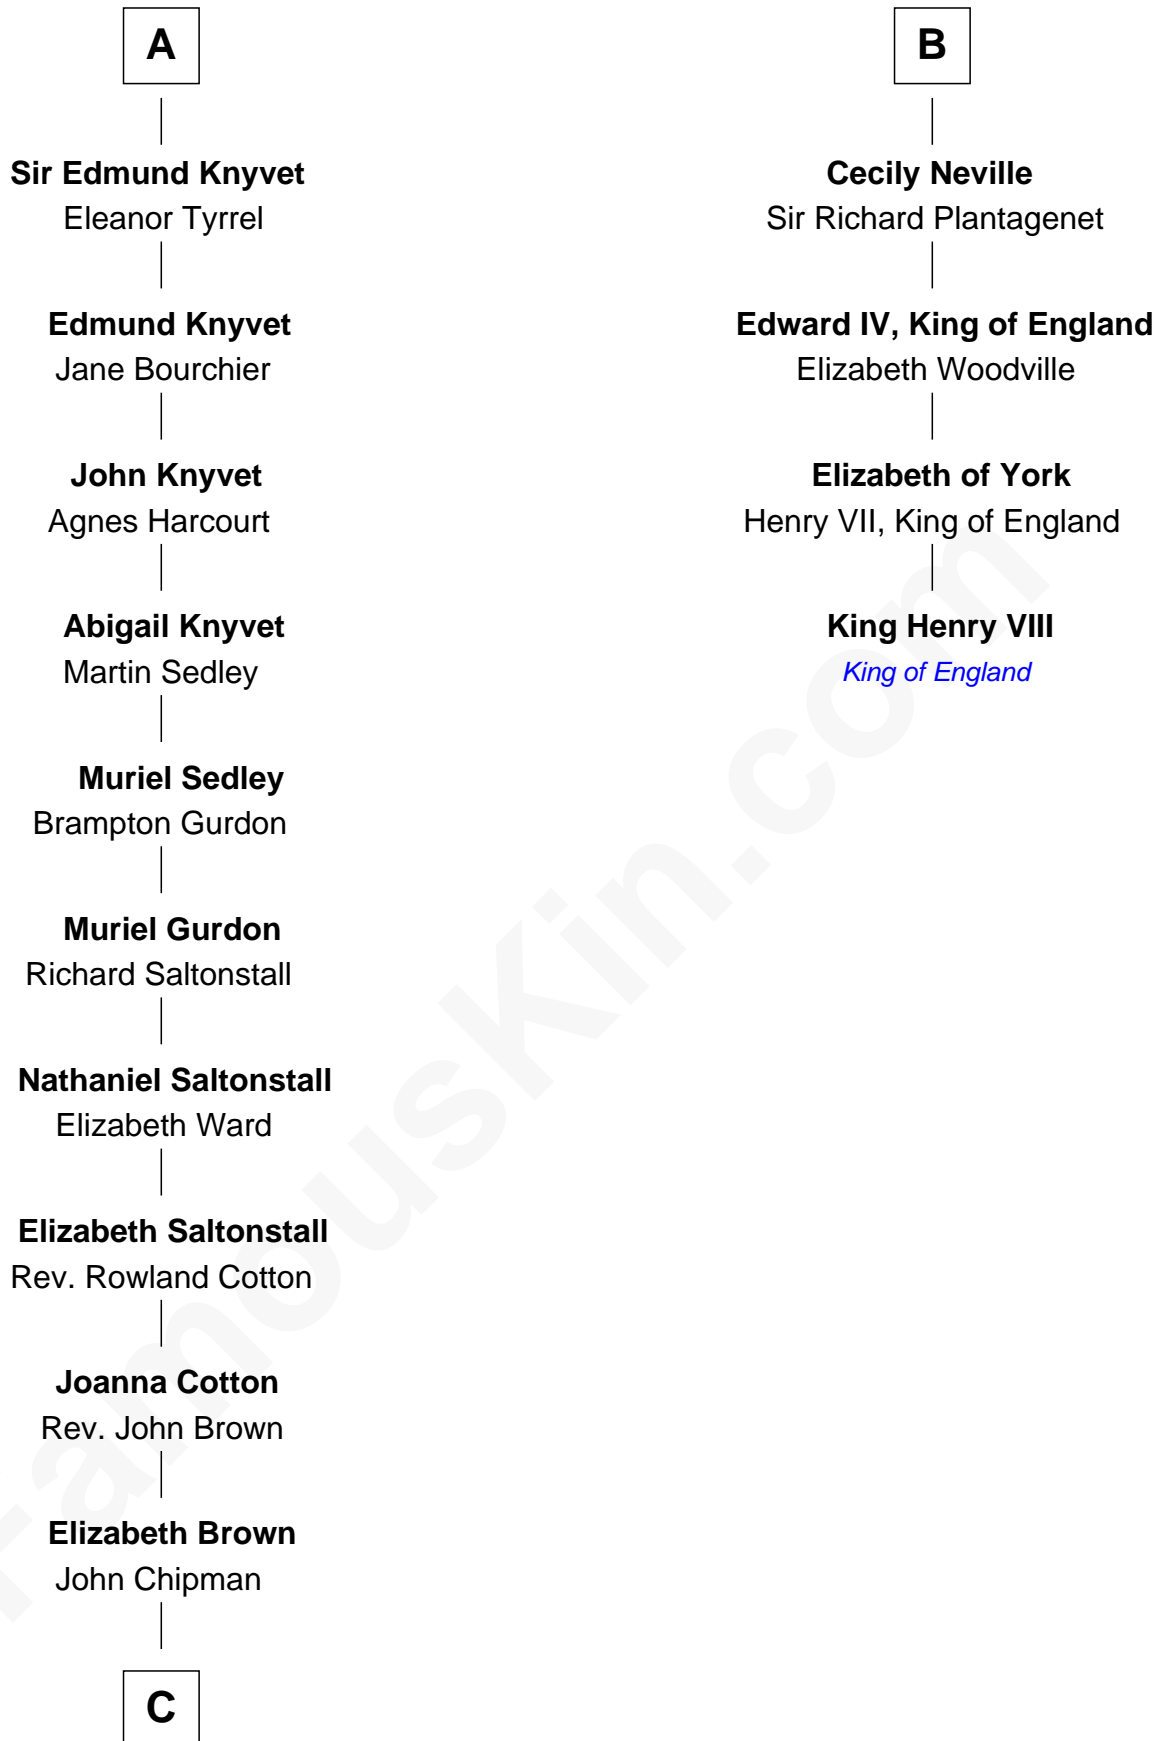 A
Sir Edmund Knyvet
Eleanor Tyrrel
Edmund Knyvet
Jane Bourchier
John Knyvet
Agnes Harcourt
Abigail Knyvet
Martin Sedley
Muriel Sedley
Brampton Gurdon
Muriel Gurdon
Richard Saltonstall
Nathaniel Saltonstall
Elizabeth Ward
Elizabeth Saltonstall
Rev. Rowland Cotton
Joanna Cotton
Rev. John Brown
Elizabeth Brown
John Chipman
C
B
Cecily Neville
Sir Richard Plantagenet
Edward IV, King of England
Elizabeth Woodville
Elizabeth of York
Henry VII, King of England
King Henry VIII
King of England
FamousKin.com